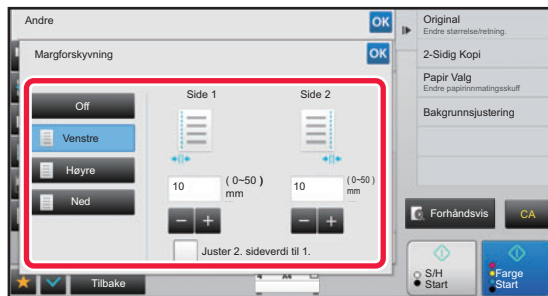 Andre
OK
Margforskyvning
OK
Off
Venstre
Høyre
Ned
Side 1
Side 2
10
( 0~50 )
mm
10
( 0~50 )
mm
Juster 2. sideverdi til 1.
Tilbake
A4
Original
Endre størrelse/retning.
2-Sidig Kopi
Papir Valg
Endre papirinnmatingsskuff
Bakgrunnsjustering
Forhåndsvis
CA
S/H
Start
Farge
Start